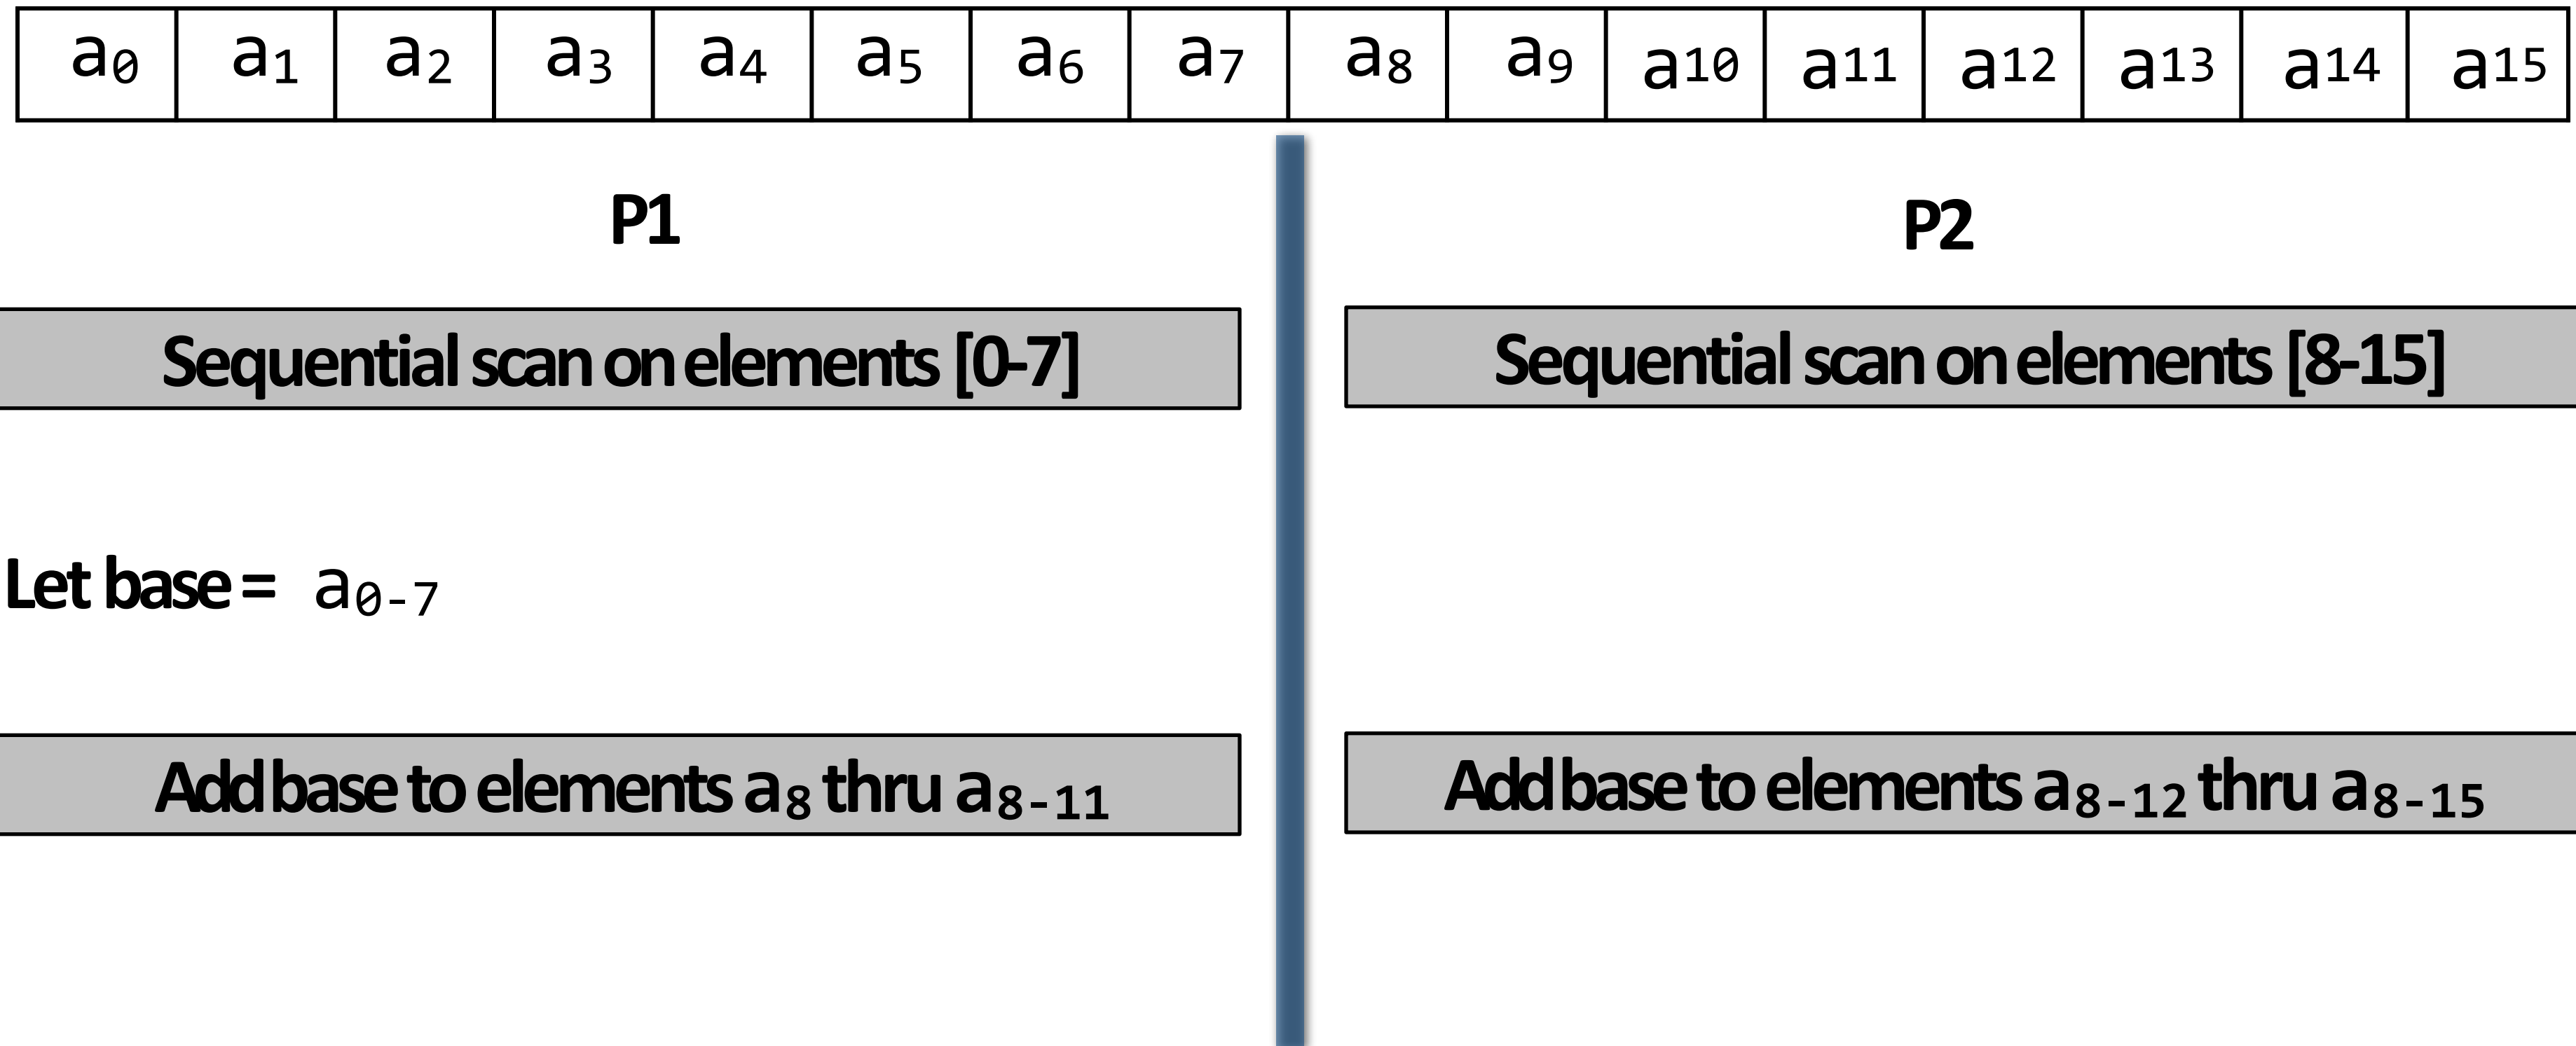 a0 a1 a2 a3 a4 a5 a6 a7 a8 a9 a10 a11 a12 a13 a14 a15
P1
P2
Sequential scan on elements [0-7]
Sequential scan on elements [8-15]
Let base = a0-7
Add base to elements a8 thru a8-11
Add base to elements a8-12 thru a8-15